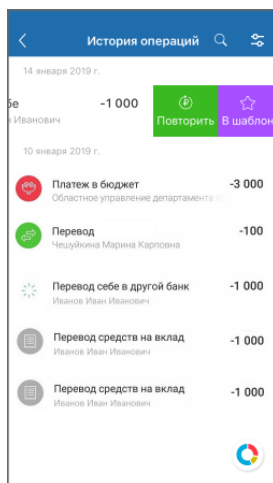 История операций
14 января 2019 г.
бе -1 000 Повторить В шаблон
Иванович
10 января 2019 г.
Платеж в бюджет -3 000
Областное управление департамента
Перевод -100
Чешуйкина Марина Карповна
Перевод себе в другой банк -1 000
Иванов Иван Иванович
Перевод средств на вклад -1 000
Иванов Иван Иванович
Перевод средств на вклад -1 000
Иванов Иван Иванович